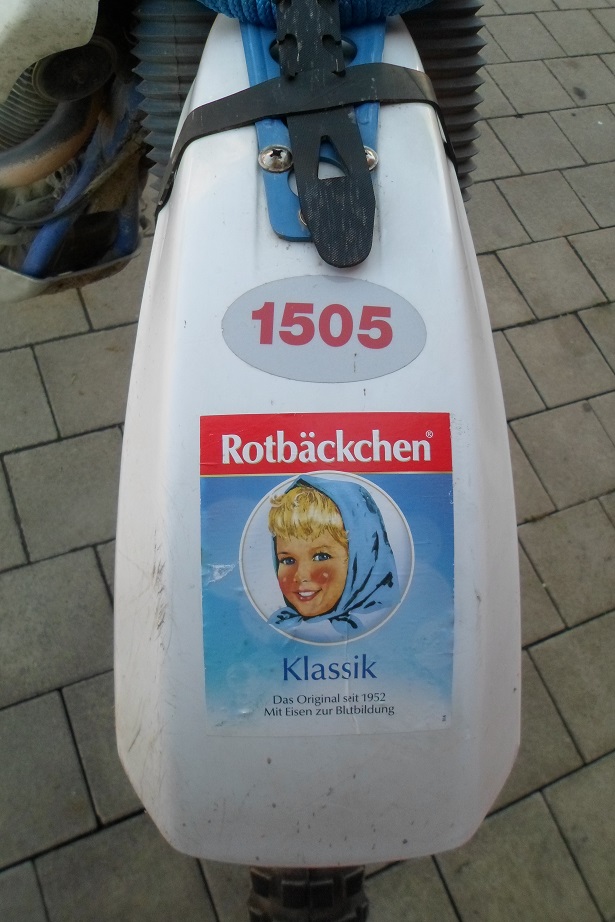 1505
Rotbäckchen®
Klassik
Das Original seit 1952
Mit Eisen zur Blutbildung